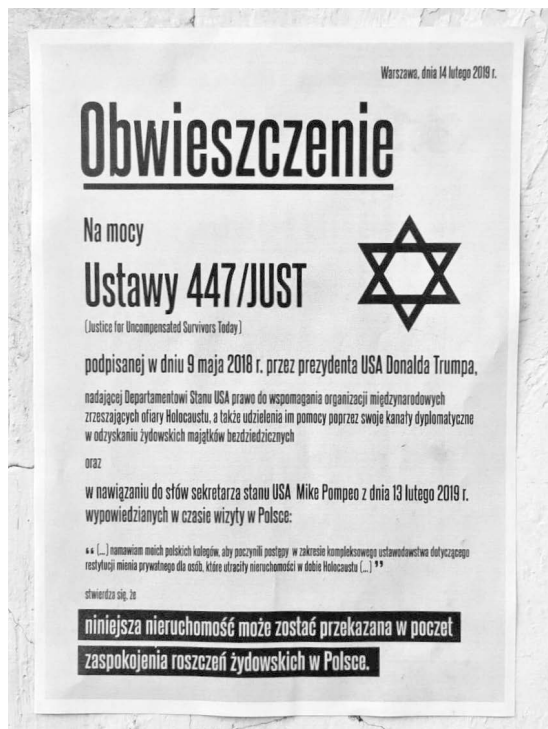 Warszawa, dnia 14 lutego 2019 r.
Obwieszczenie
Na mocy
Ustawy 447/JUST
(Justice for Uncompensated Survivors Today)
podpisanej w dniu 9 maja 2018 r. przez prezydenta USA Donalda Trumpa,
nadającej Departamentowi Stanu USA prawo do wspomagania organizacji międzynarodowych
zrzeszających ofiary Holocaustu, a także udzielenia im pomocy poprzez swoje kanały dyplomatyczne
w odzyskaniu żydowskich majątków bezdziedzicznych
oraz
w nawiązaniu do słów sekretarza stanu USA Mike Pompeo z dnia 13 lutego 2019 r.
wypowiedzianych w czasie wizyty w Polsce:
“ (...) namawiam moich polskich kolegów, aby poczynili postępy w zakresie kompleksowego ustawodawstwa dotyczącego
restytucji mienia prywatnego dla osób, które utraciły nieruchomości w dobie Holocaustu (...) ”
stwierdza się, że
niniejsza nieruchomość może zostać przekazana w poczet
zaspokojenia roszczeń żydowskich w Polsce.